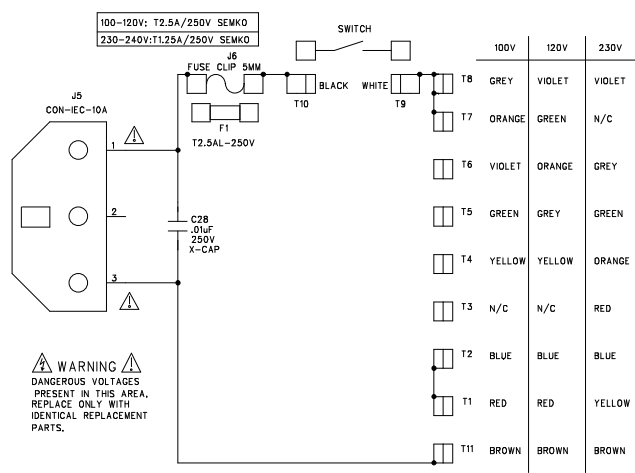 100-120V: T2.5A/250V SEMKO
230-240V:T1.25A/250V SEMKO
SWITCH
J6
FUSE CLIP 5MM
BLACK
WHITE
T10
T9
F1
T2.5AL-250V
J5
CON-IEC-10A
1
2
3
C28
.01uF
250V
X-CAP
WARNING
DANGEROUS VOLTAGES
PRESENT IN THIS AREA.
REPLACE ONLY WITH
IDENTICAL REPLACEMENT
PARTS.
100V 120V 230V
T8 GREY VIOLET VIOLET
T7 ORANGE GREEN N/C
T6 VIOLET ORANGE GREY
T5 GREEN GREY GREEN
T4 YELLOW YELLOW ORANGE
T3 N/C N/C RED
T2 BLUE BLUE BLUE
T1 RED RED YELLOW
T11 BROWN BROWN BROWN